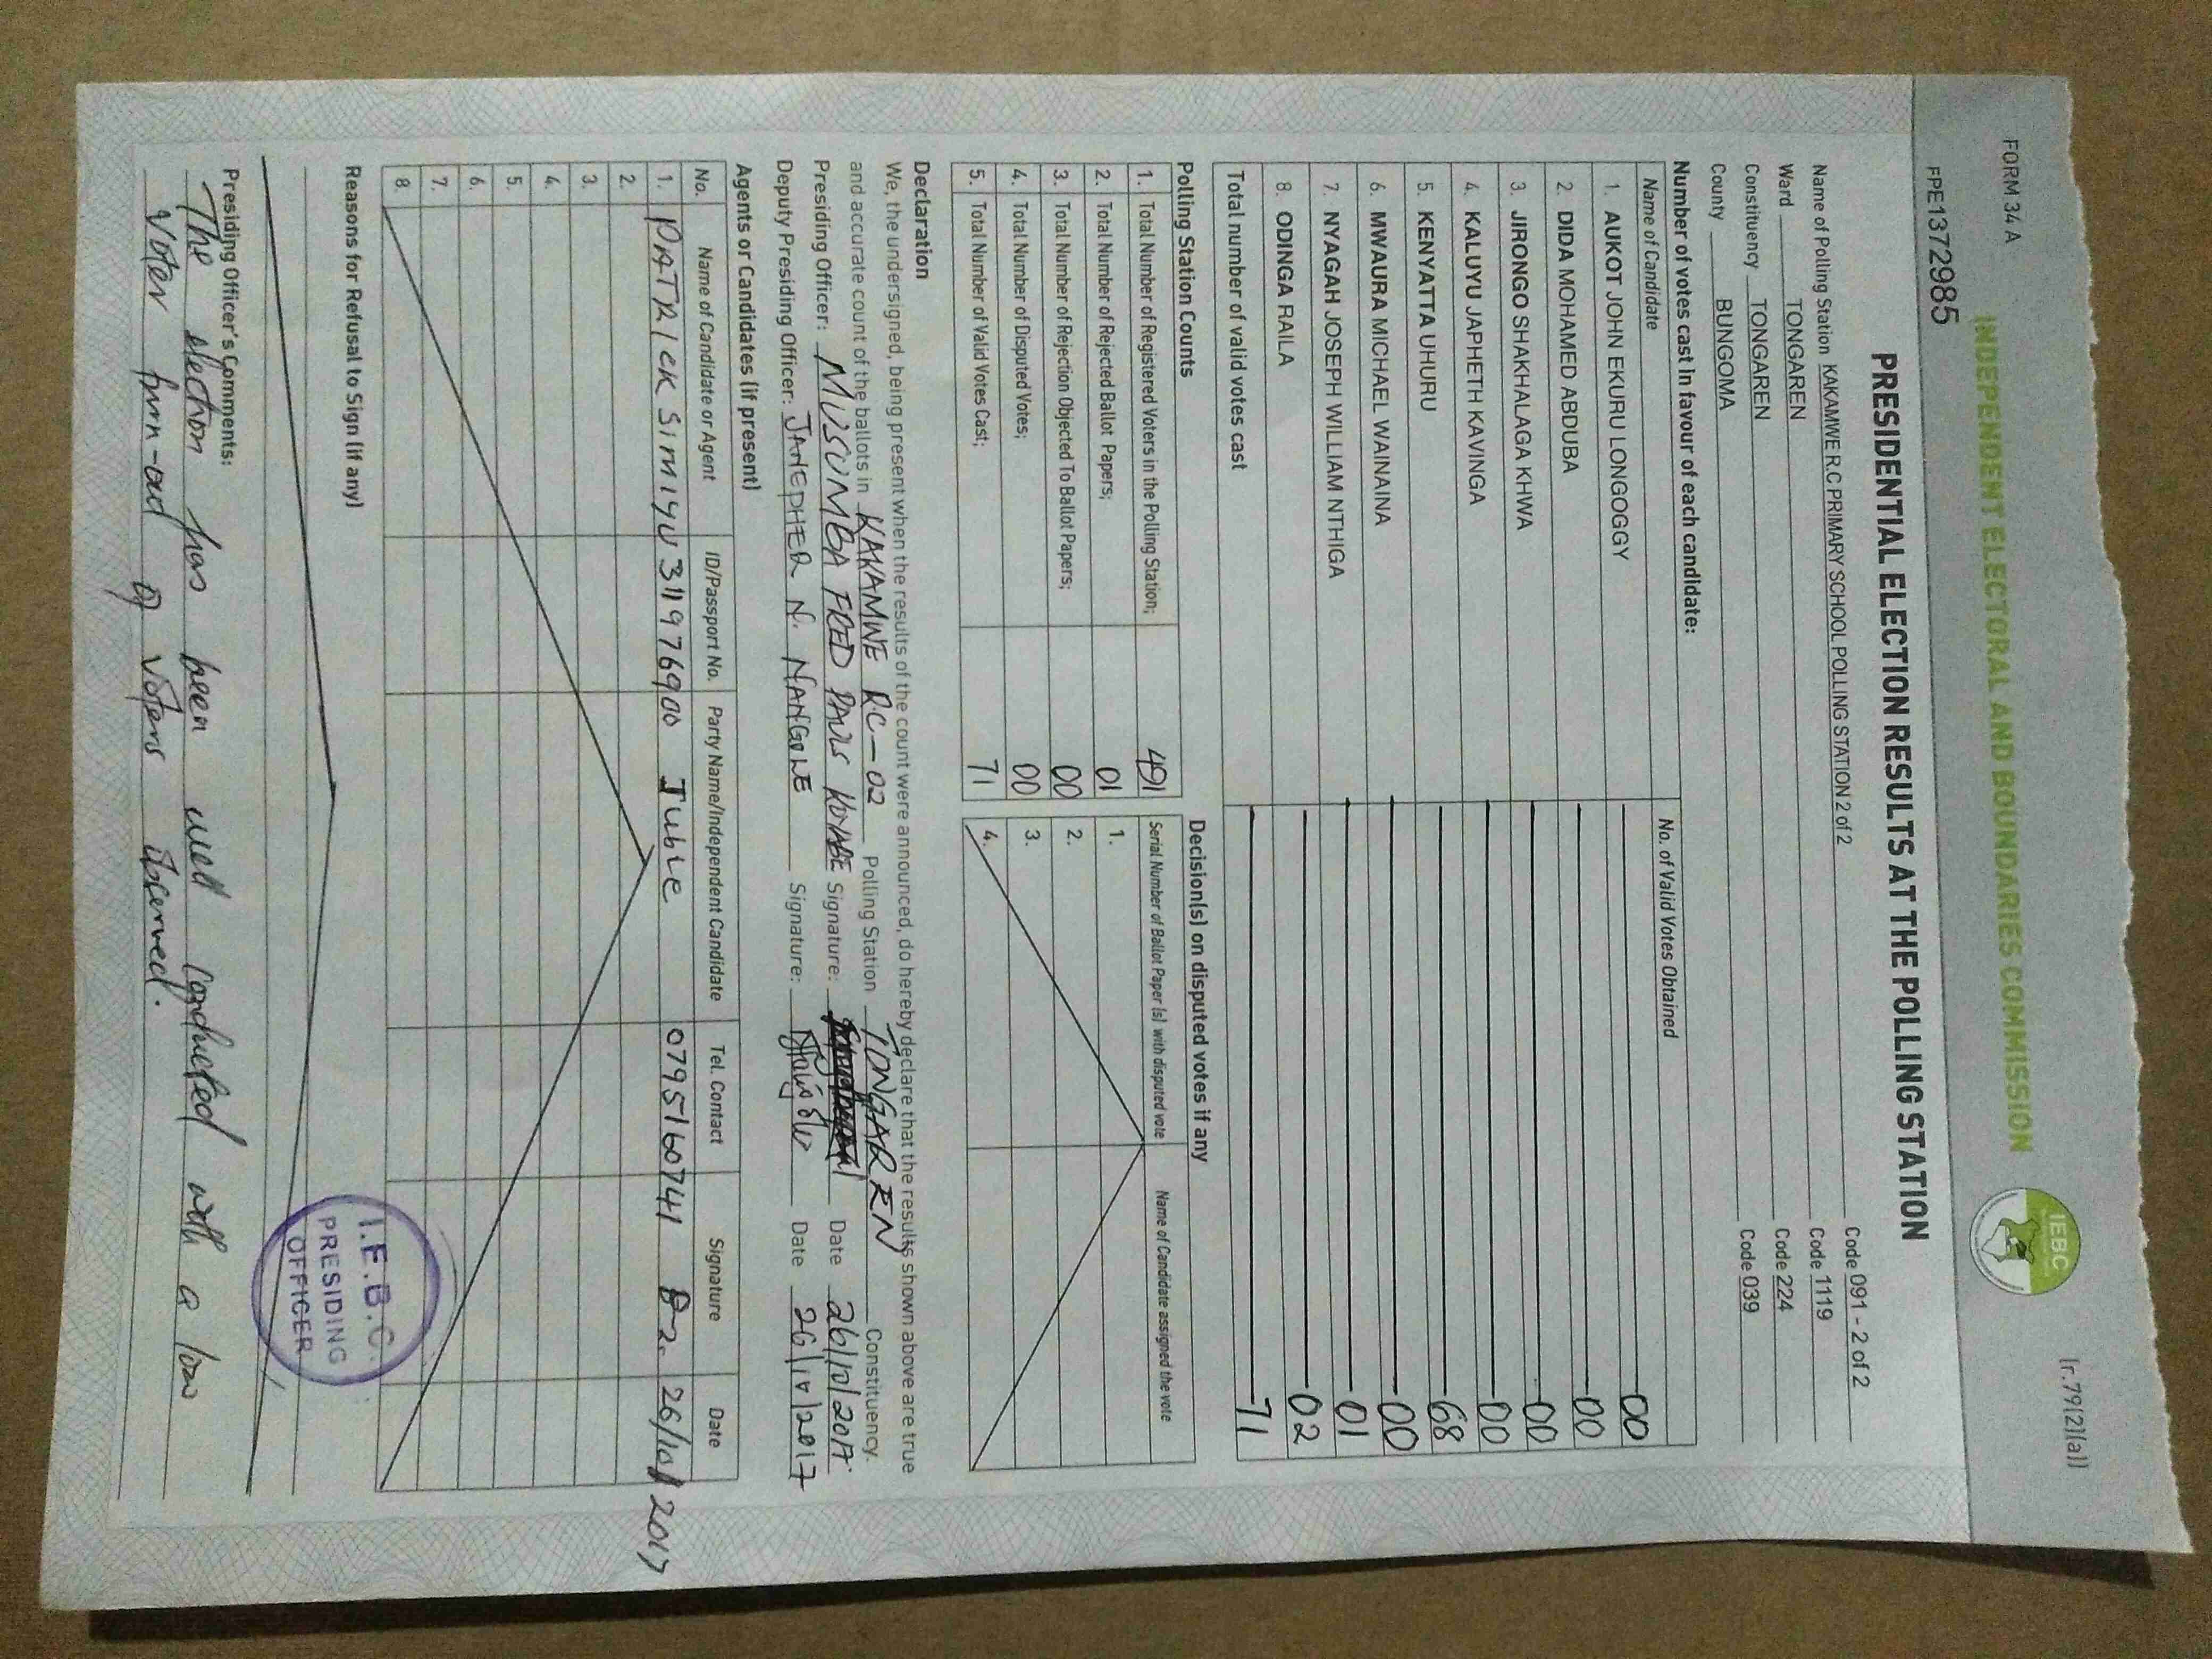 FORM 34 A
[r.79(2)(a)]
INDEPENDENT ELECTORAL AND BOUNDARIES COMMISSION
IEBC
FPE1372985
PRESIDENTIAL ELECTION RESULTS AT THE POLLING STATION
Name of Polling Station KAKAMWE R.C PRIMARY SCHOOL POLLING STATION 2 of 2 Code 091 - 2 of 2
Ward TONGAREN Code 1119
Constituency TONGAREN Code 224
County BUNGOMA Code 039
Number of votes cast in favour of each candidate:
Name of Candidate No. of Valid Votes Obtained
1. AUKOT JOHN EKURU LONGOGGY 00
2. DIDA MOHAMED ABDUBA 00
3. JIRONGO SHAKHALAGA KHWA 00
4. KALUYU JAPHETH KAVINGA 00
5. KENYATTA UHURU 68
6. MWAURA MICHAEL WAINAINA 00
7. NYAGAH JOSEPH WILLIAM NTHIGA 01
8. ODINGA RAILA 02
Total number of valid votes cast 71
Polling Station Counts
1. Total Number of Registered Voters in the Polling Station; 491
2. Total Number of Rejected Ballot Papers; 01
3. Total Number of Rejection Objected To Ballot Papers; 00
4. Total Number of Disputed Votes; 00
5. Total Number of Valid Votes Cast; 71
Decision(s) on disputed votes if any
Serial Number of Ballot Paper (s) with disputed vote Name of Candidate assigned the vote
1.
2.
3.
4.
Declaration
We, the undersigned, being present when the results of the count were announced, do hereby declare that the results shown above are true
and accurate count of the ballots in KAKAMWE R.C - 02 Polling Station TONGAREN Constituency.
Presiding Officer: MUSUMBA FRED PAULS Signature: Date 26/10/2017.
Deputy Presiding Officer: JANEPHER N. NANGOLE Signature: Date 26/10/2017
Agents or Candidates (if present)
No. Name of Candidate or Agent ID/Passport No. Party Name/Independent Candidate Tel. Contact Signature Date
1. PATRICK SIMIYU 311976900 JUBLE 0795160741 26/10/2017
2.
3.
4.
5.
6.
7.
8.
Reasons for Refusal to Sign (if any)
I.E.B.C.
PRESIDING
OFFICER
Presiding Officer's Comments:
The election has been well conducted with a low
voter turn-out of voters observed.